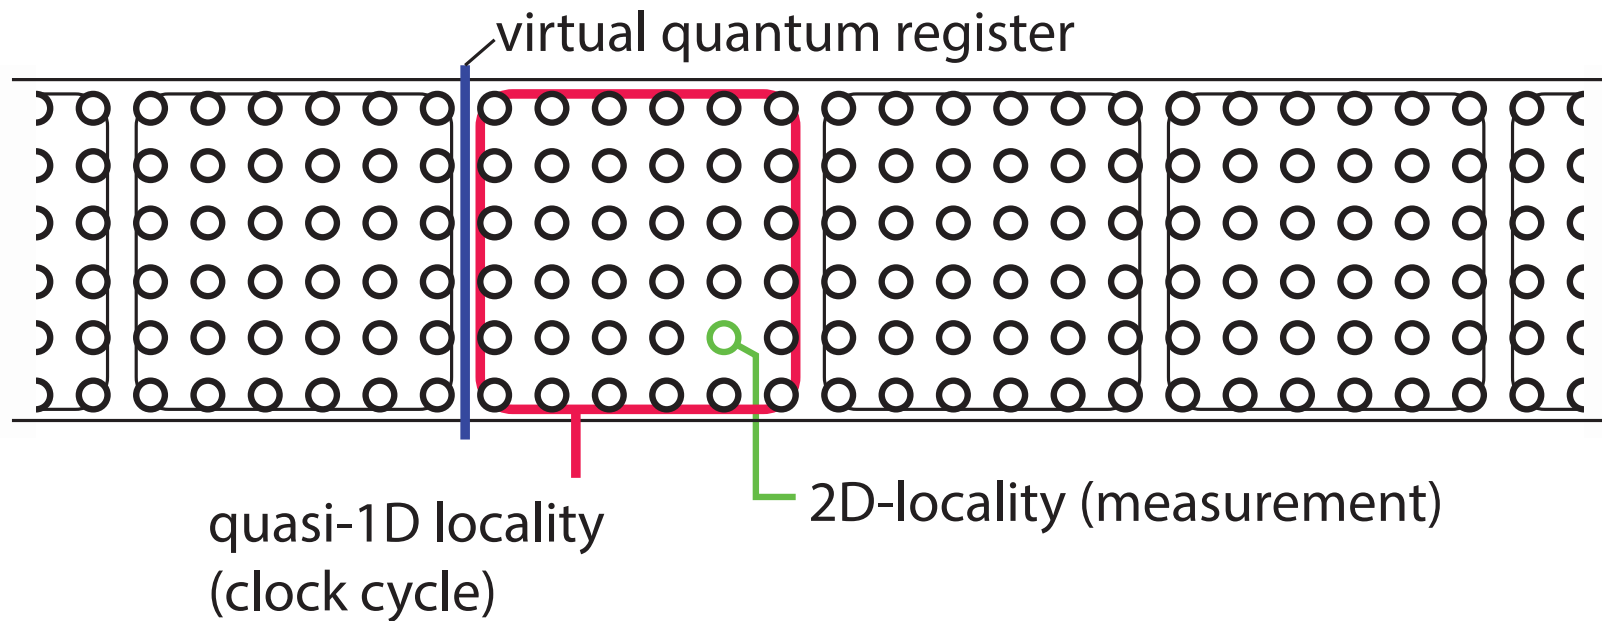 virtual quantum register
2D-locality (measurement)
quasi-1D locality
(clock cycle)